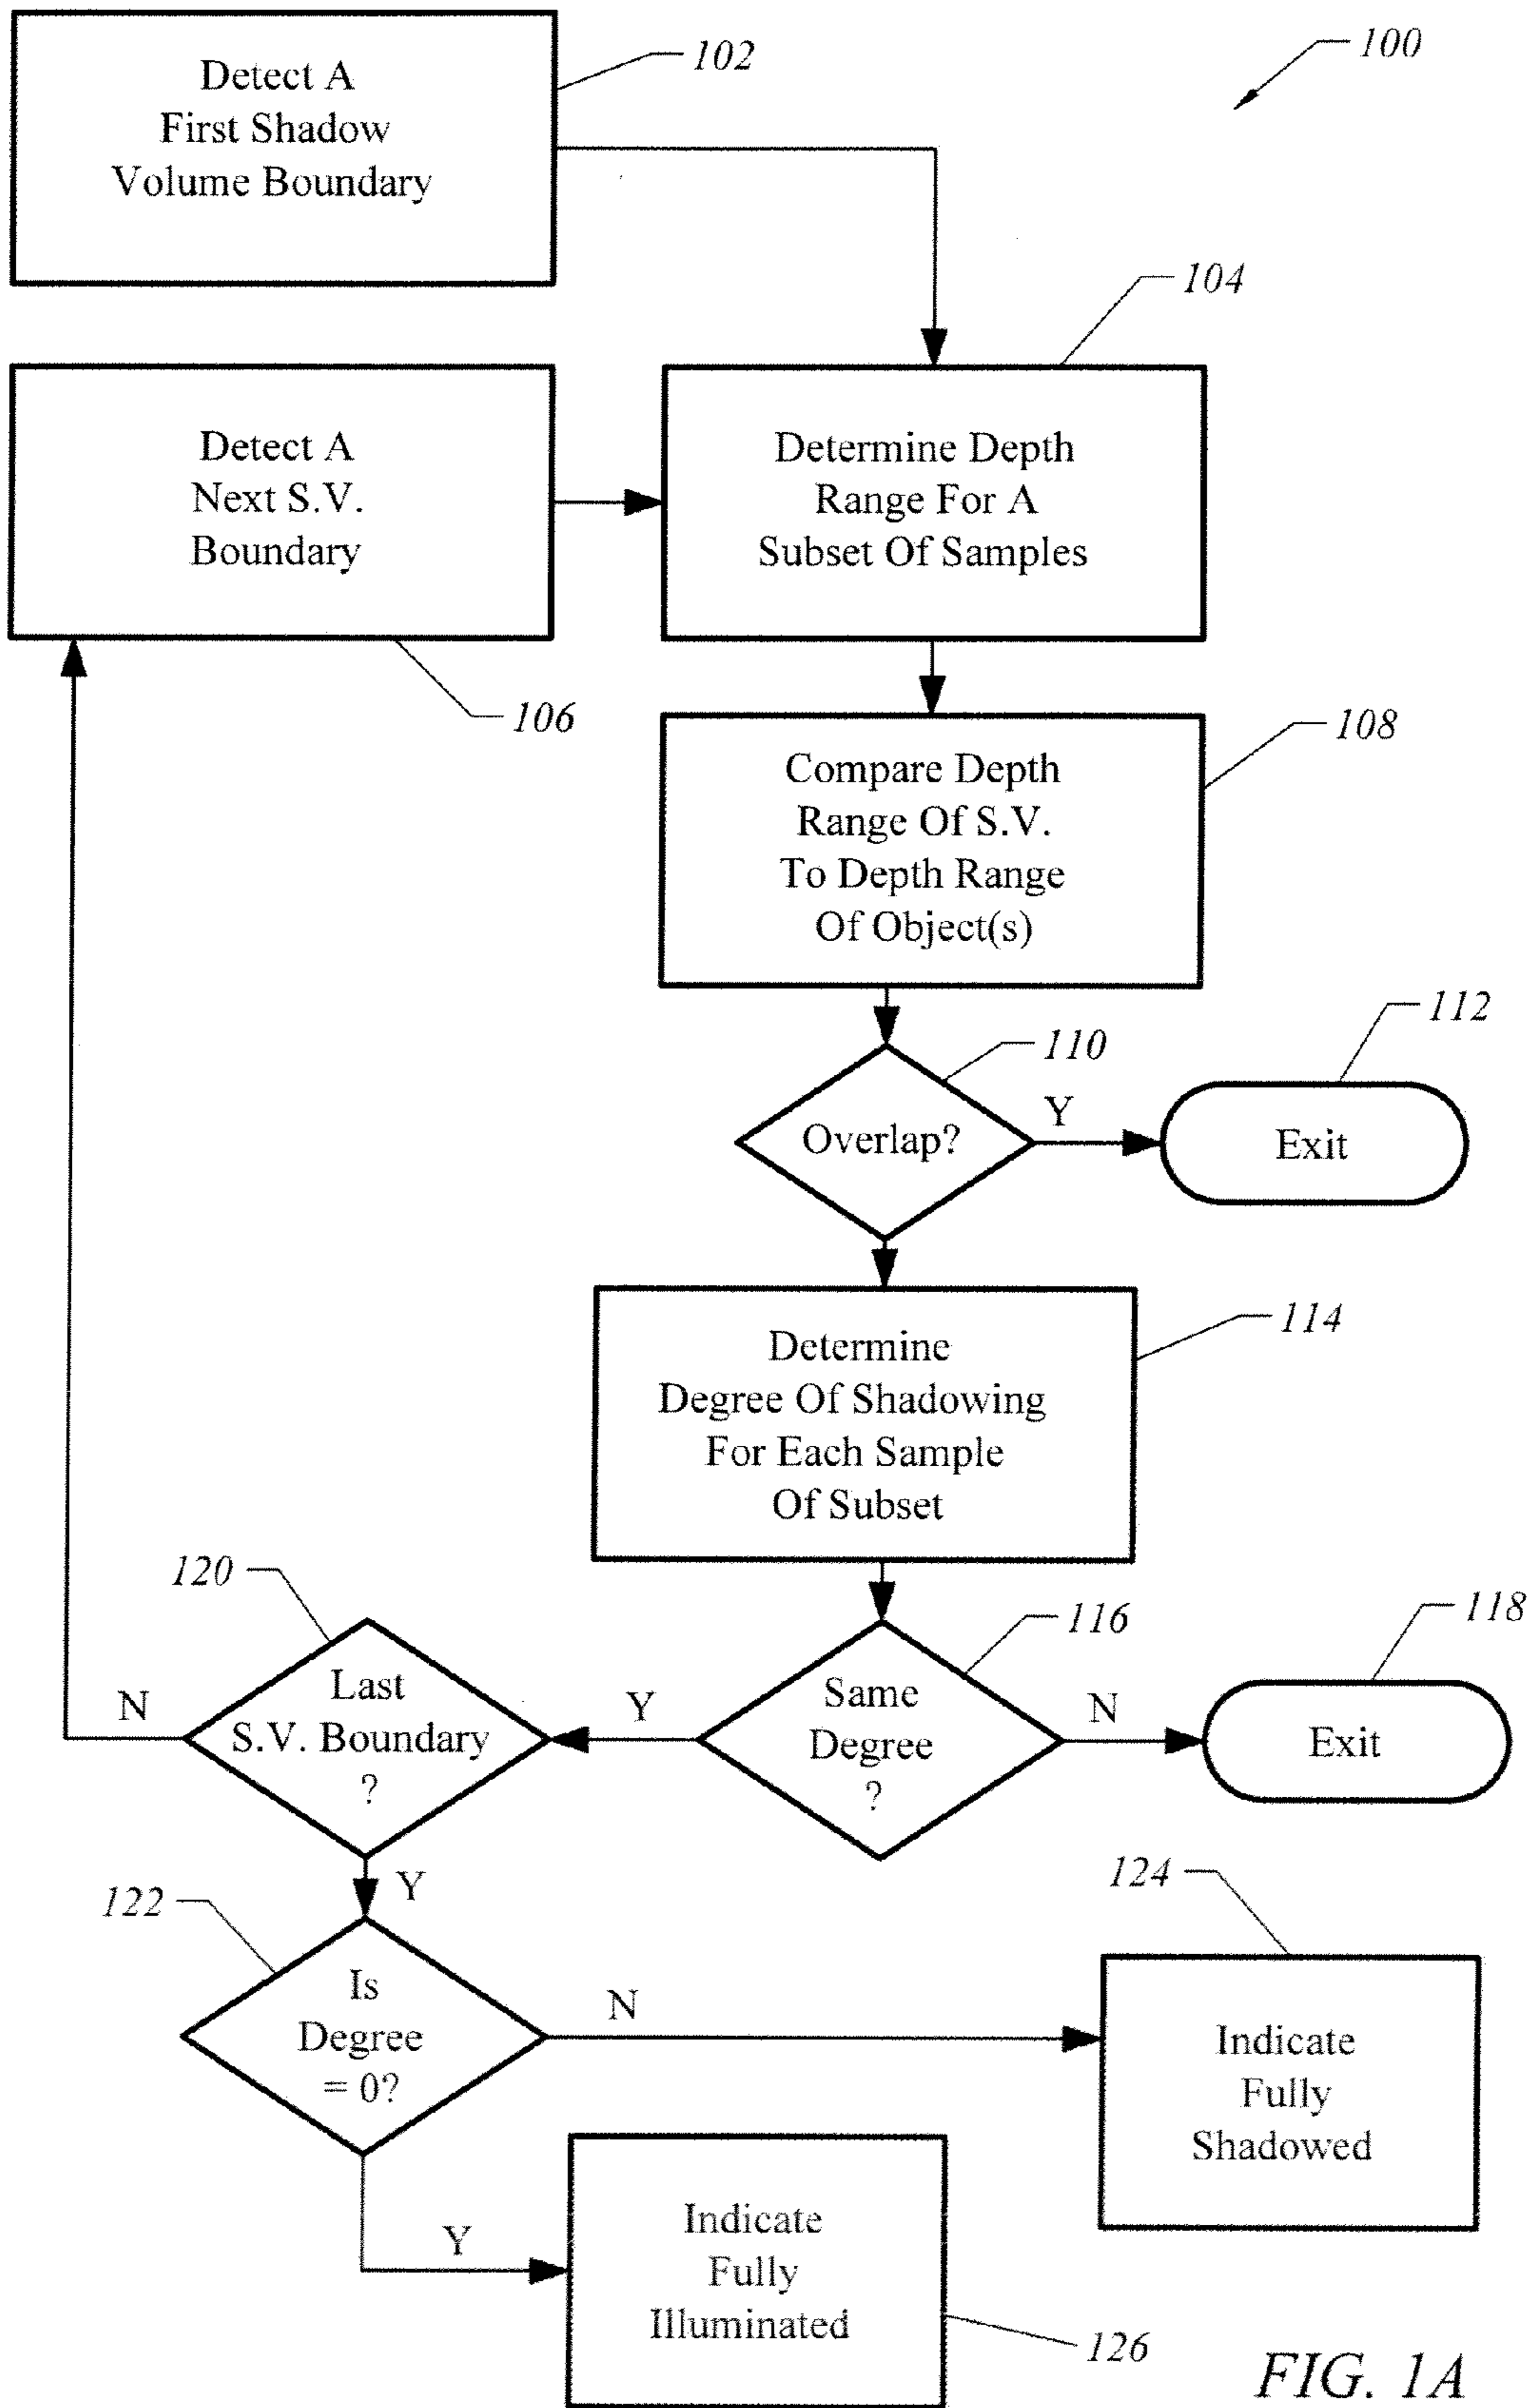 Detect A
First Shadow
Volume Boundary
102
100
104
Detect A
Next S.V.
Boundary
106
Determine Depth
Range For A
Subset Of Samples
Compare Depth
Range Of S.V.
To Depth Range
Of Object(s)
108
110
Overlap?
Y
112
Exit
Determine
Degree Of Shadowing
For Each Sample
Of Subset
114
116
Same
Degree
?
N
118
Exit
Y
120
Last
S.V. Boundary
?
N
Y
122
Is
Degree
= 0?
N
124
Indicate
Fully
Shadowed
Y
Indicate
Fully
Illuminated
126
FIG. 1A